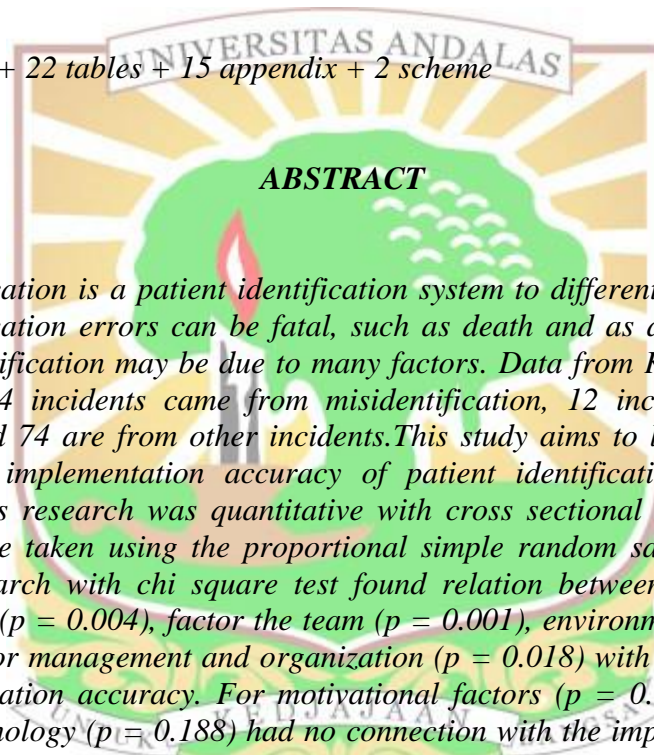 UNIVERSITAS ANDALAS
+ 22 tables + 15 appendix + 2 scheme
ABSTRACT
ation is a patient identification system to different
ation errors can be fatal, such as death and as a
ification may be due to many factors. Data from
4 incidents came from misidentification, 12 inc
d 74 are from other incidents.This study aims to
implementation accuracy of patient identificati
s research was quantitative with cross sectional
e taken using the proportional simple random sa
arch with chi square test found relation between
(p = 0.004), factor the team (p = 0.001), environm
or management and organization (p = 0.018) with
ation accuracy. For motivational factors (p = 0.
nology (p = 0.188) had no connection with the imp
UNTUK KEDJAJAAN BANGSA